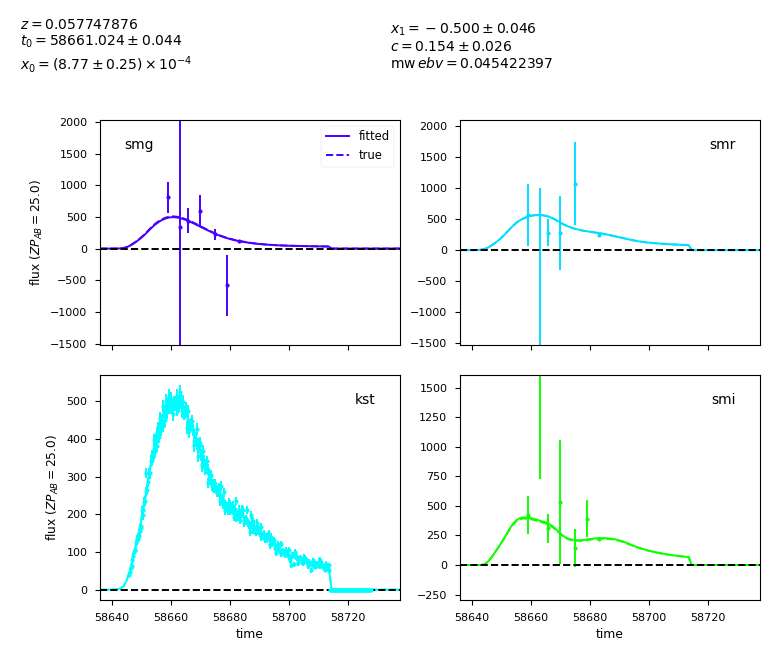 z = 0.057747876
t₀ = 58661.024 ± 0.044
x₀ = (8.77 ± 0.25) × 10⁻⁴
x₁ = −0.500 ± 0.046
c = 0.154 ± 0.026
mw ebv = 0.045422397
smg
fitted
true
2000
1500
1000
500
0
−500
−1000
−1500
flux (ZP_AB = 25.0)
smr
2000
1500
1000
500
0
−500
−1000
−1500
kst
500
400
300
200
100
0
flux (ZP_AB = 25.0)
58640 58660 58680 58700 58720
time
smi
1500
1250
1000
750
500
250
0
−250
58640 58660 58680 58700 58720
time